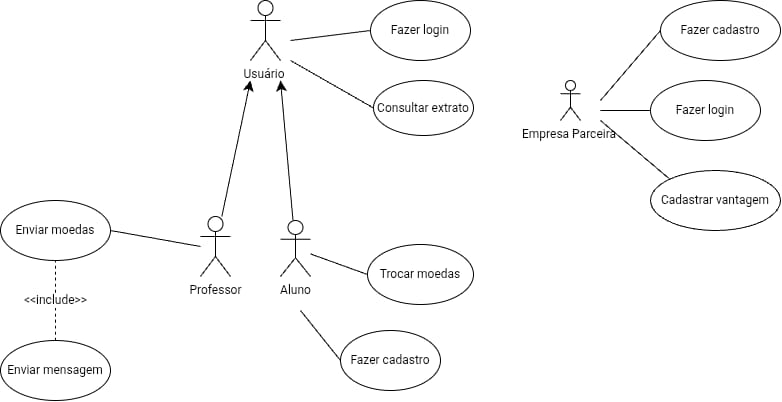 Fazer login
Usuário
Consultar extrato
Fazer cadastro
Fazer login
Empresa Parceira
Cadastrar vantagem
Enviar moedas
Professor
Aluno
Trocar moedas
<<include>>
Fazer cadastro
Enviar mensagem